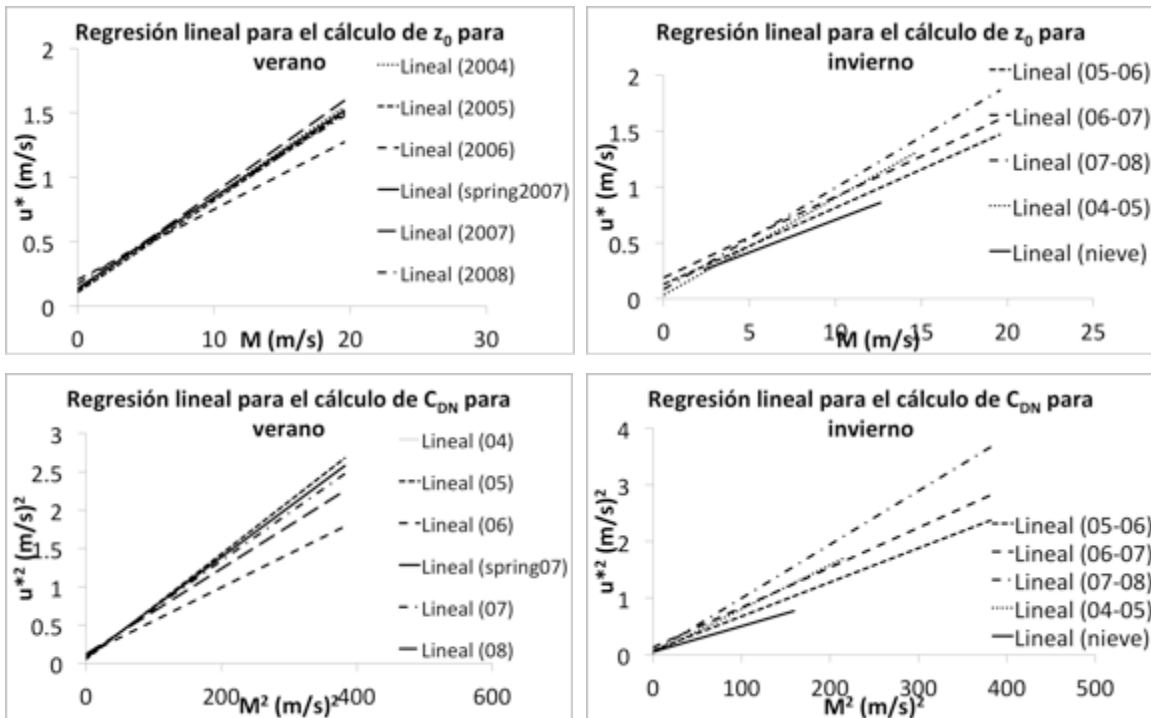 Regresión lineal para el cálculo de z₀ para
verano
2
1.5
1
0.5
0
u* (m/s)
0
10
20
30
M (m/s)
Lineal (2004)
Lineal (2005)
Lineal (2006)
Lineal (spring2007)
Lineal (2007)
Lineal (2008)
Regresión lineal para el cálculo de z₀ para
invierno
2
1.5
1
0.5
0
u* (m/s)
0
5
10
15
20
25
M (m/s)
Lineal (05-06)
Lineal (06-07)
Lineal (07-08)
Lineal (04-05)
Lineal (nieve)
Regresión lineal para el cálculo de C_DN para
verano
3
2.5
2
1.5
1
0.5
0
u*² (m/s)²
0
200
400
600
M² (m/s)²
Lineal (04)
Lineal (05)
Lineal (06)
Lineal (spring07)
Lineal (07)
Lineal (08)
Regresión lineal para el cálculo de C_DN para
invierno
4
3
2
1
0
u*² (m/s)²
0
100
200
300
400
500
M² (m/s)²
Lineal (05-06)
Lineal (06-07)
Lineal (07-08)
Lineal (04-05)
Lineal (nieve)